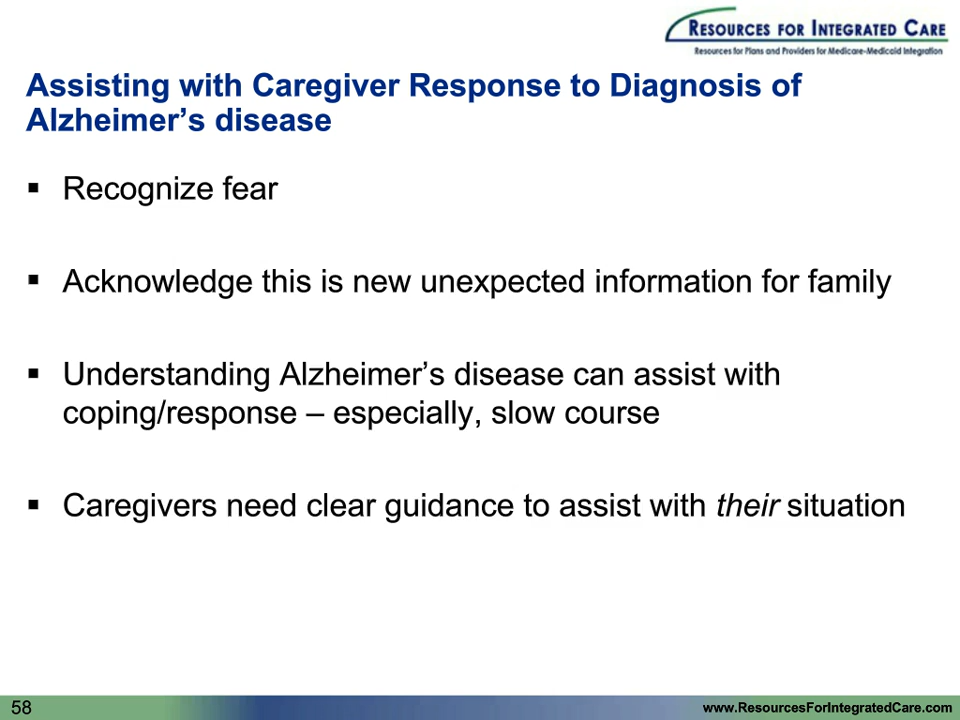 RESOURCES FOR INTEGRATED CARE
Resources for Plans and Providers for Medicare-Medicaid Integration
Assisting with Caregiver Response to Diagnosis of
Alzheimer’s disease
▪ Recognize fear
▪ Acknowledge this is new unexpected information for family
▪ Understanding Alzheimer’s disease can assist with
coping/response – especially, slow course
▪ Caregivers need clear guidance to assist with their situation
58
www.ResourcesForIntegratedCare.com